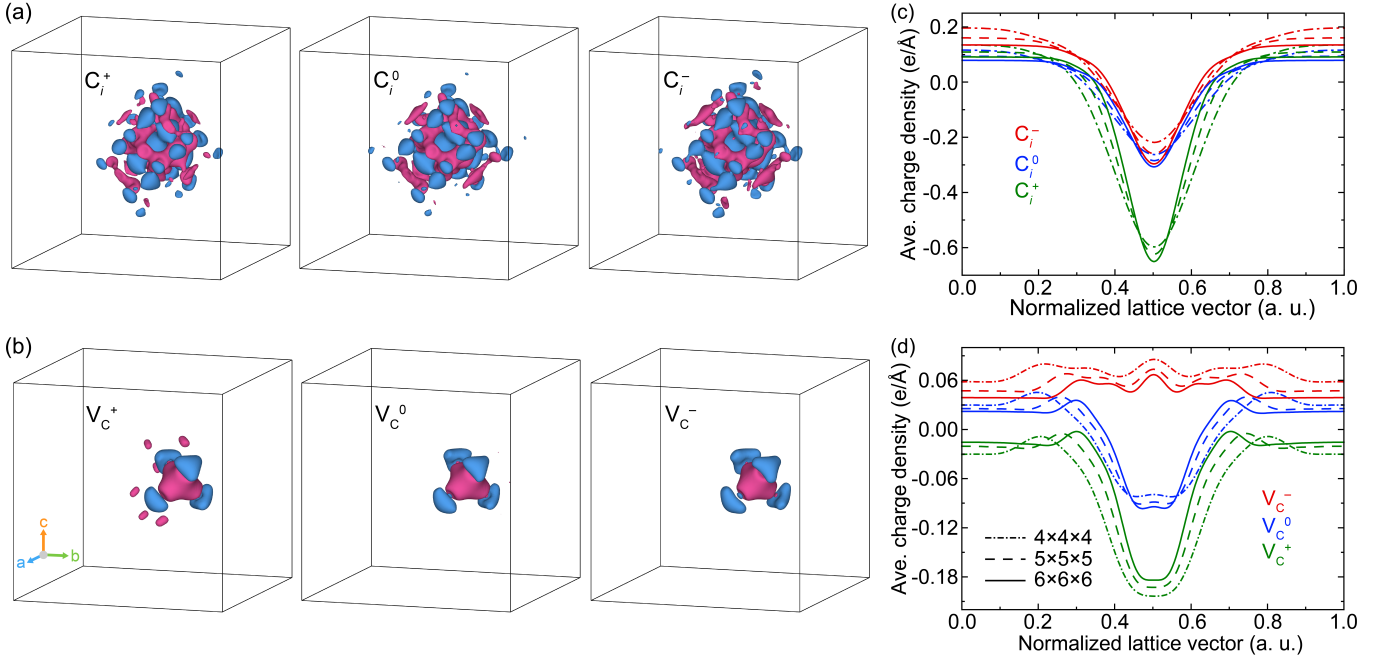 (a)
C_i^+
C_i^0
C_i^−
(b)
V_C^+
V_C^0
V_C^−
c
a
b
(c)
Ave. charge density (e/Å)
0.2
0.0
-0.2
-0.4
-0.6
C_i^−
C_i^0
C_i^+
0.0 0.2 0.4 0.6 0.8 1.0
Normalized lattice vector (a. u.)
(d)
Ave. charge density (e/Å)
0.06
0.00
-0.06
-0.12
-0.18
V_C^−
V_C^0
V_C^+
4×4×4
5×5×5
6×6×6
0.0 0.2 0.4 0.6 0.8 1.0
Normalized lattice vector (a. u.)